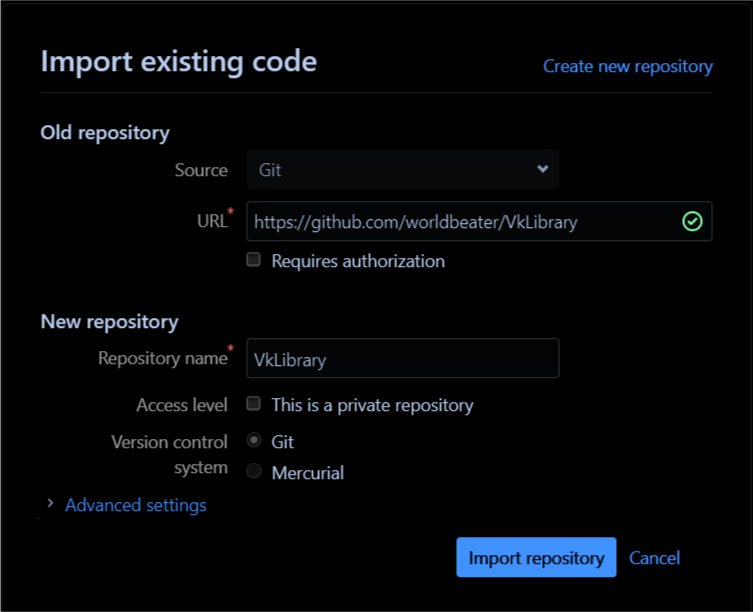 Import existing code
Create new repository
Old repository
Source Git
URL* https://github.com/worldbeater/VkLibrary
Requires authorization
New repository
Repository name* VkLibrary
Access level This is a private repository
Version control system
Git
Mercurial
Advanced settings
Import repository Cancel